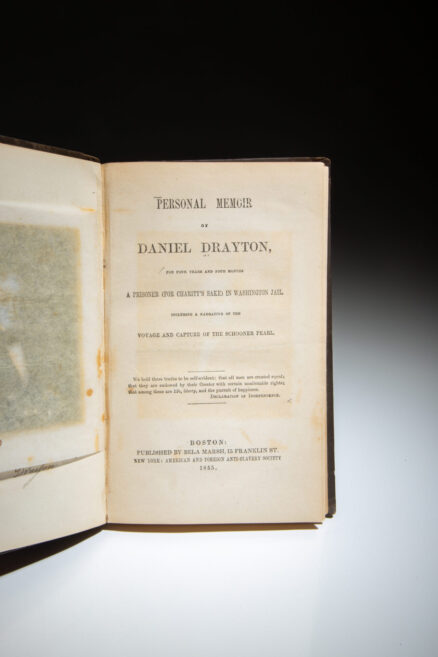 PERSONAL MEMOIR
OF
DANIEL DRAYTON,
FOR FOUR YEARS AND FOUR MONTHS
A PRISONER (FOR CHARITY'S SAKE) IN WASHINGTON JAIL.
INCLUDING A NARRATIVE OF THE
VOYAGE AND CAPTURE OF THE SCHOONER PEARL.
We hold these truths to be self-evident: that all men are created equal;
that they are endowed by their Creator with certain unalienable rights;
that among these are life, liberty, and the pursuit of happiness.
DECLARATION OF INDEPENDENCE.
BOSTON:
PUBLISHED BY BELA MARSH, 15 FRANKLIN ST.
NEW YORK: AMERICAN AND FOREIGN ANTI-SLAVERY SOCIETY
1855.